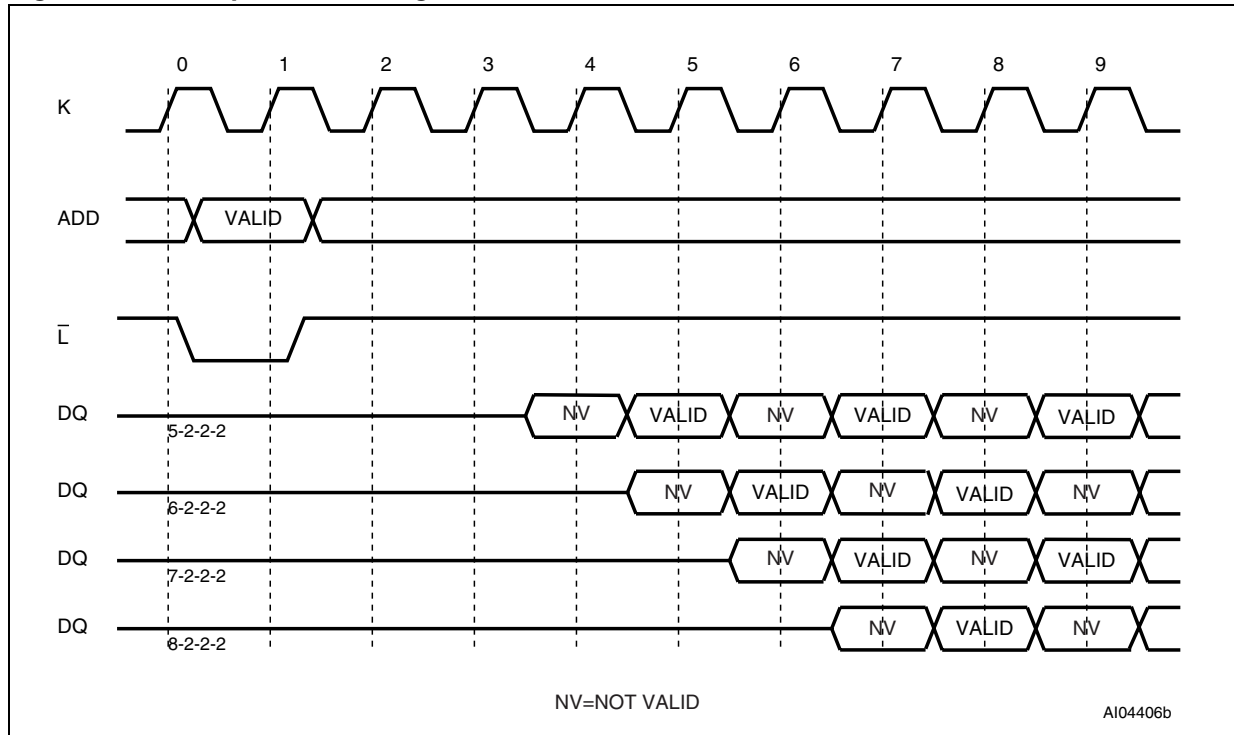 0 1 2 3 4 5 6 7 8 9
K
ADD VALID
L̅
DQ NV VALID NV VALID NV VALID
5-2-2-2
DQ NV VALID NV VALID NV
6-2-2-2
DQ NV VALID NV VALID
7-2-2-2
DQ NV VALID NV
8-2-2-2
NV=NOT VALID
AI04406b